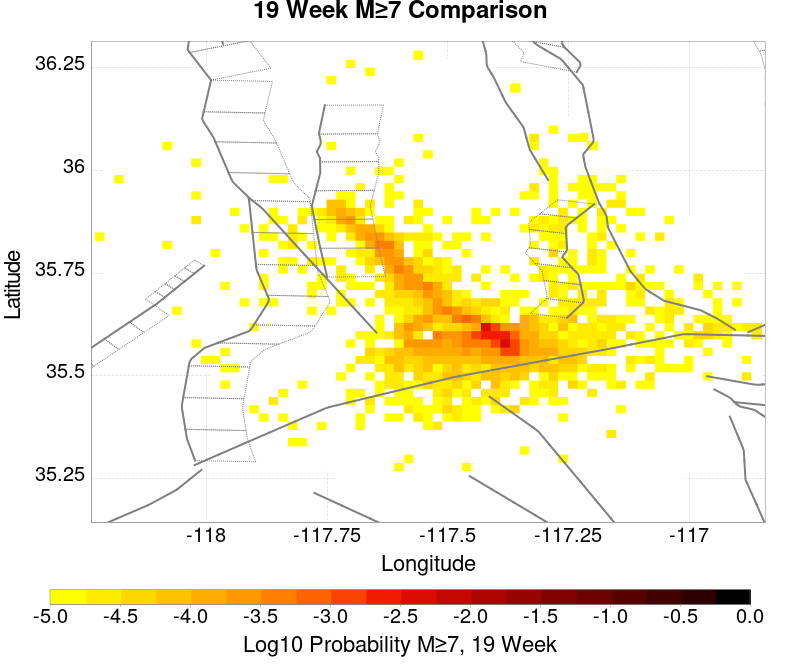 19 Week M≥7 Comparison
36.25
36
35.75
35.5
35.25
Latitude
-118 -117.75 -117.5 -117.25 -117
Longitude
-5.0 -4.5 -4.0 -3.5 -3.0 -2.5 -2.0 -1.5 -1.0 -0.5 0.0
Log10 Probability M≥7, 19 Week